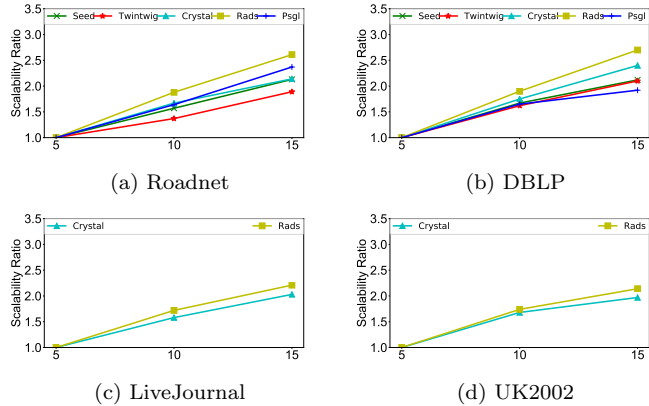 Seed Twintwig Crystal Rads Psgl
3.5
3.0
2.5
2.0
1.5
1.0
Scalability Ratio
5 10 15
(a) Roadnet
Seed Twintwig Crystal Rads Psgl
3.5
3.0
2.5
2.0
1.5
1.0
Scalability Ratio
5 10 15
(b) DBLP
Crystal Rads
3.5
3.0
2.5
2.0
1.5
1.0
Scalability Ratio
5 10 15
(c) LiveJournal
Crystal Rads
3.5
3.0
2.5
2.0
1.5
1.0
Scalability Ratio
5 10 15
(d) UK2002